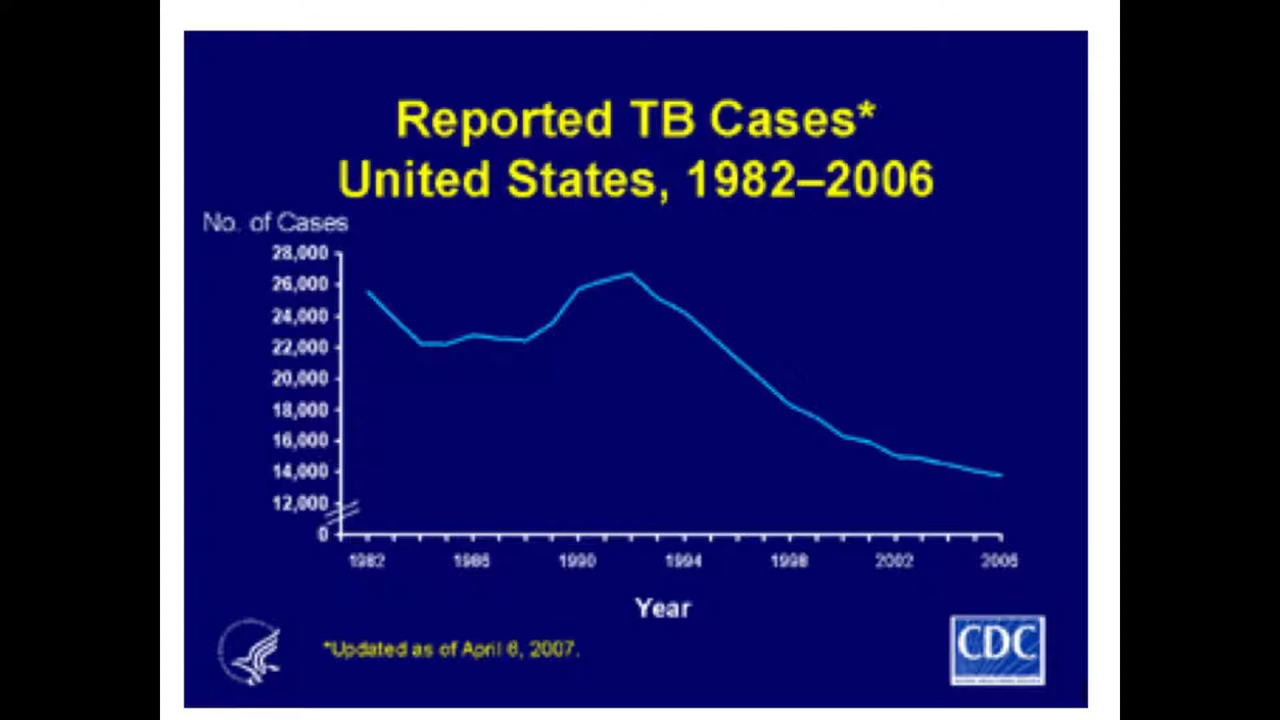 Reported TB Cases*
United States, 1982–2006
No. of Cases
28,000
26,000
24,000
22,000
20,000
18,000
16,000
14,000
12,000
0
1982 1986 1990 1994 1998 2002 2006
Year
*Updated as of April 6, 2007.
CDC